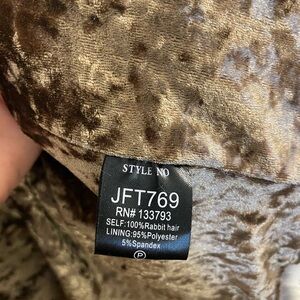 STYLE NO
JFT769
RN# 133793
SELF:100%Rabbit hair
LINING:95%Polyester
5%Spandex
P